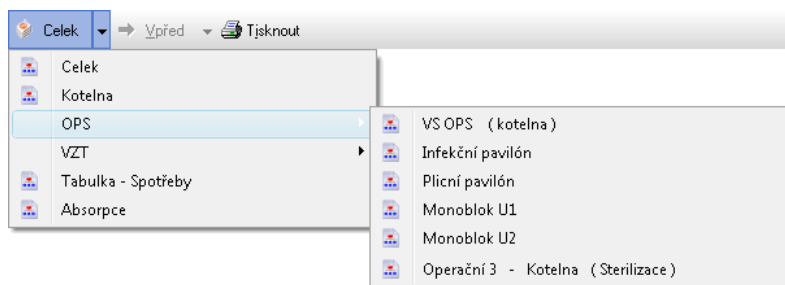 Celek Vpřed Tisknout
Celek
Kotelna
OPS
VZT
Tabulka - Spotřeby
Absorpce
VS OPS ( kotelna )
Infekční pavilón
Plicní pavilón
Monoblok U1
Monoblok U2
Operační 3 - Kotelna ( Sterilizace )